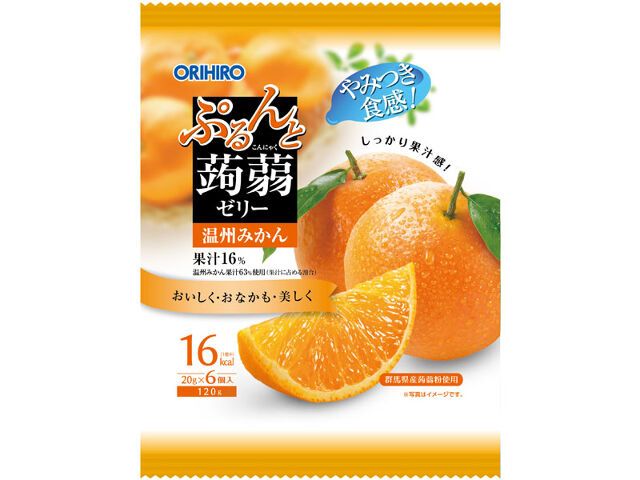 ORIHIRO
やみつき
食感!
ぷるんと
こんにゃく
蒟蒻
ゼリー
温州みかん
しっかり果汁感!
果汁16%
温州みかん果汁63%使用(果汁に占める割合)
おいしく・おなかも・美しく
16kcal
20g×6個入
120g
群馬県産蒟蒻粉使用
※写真はイメージです。